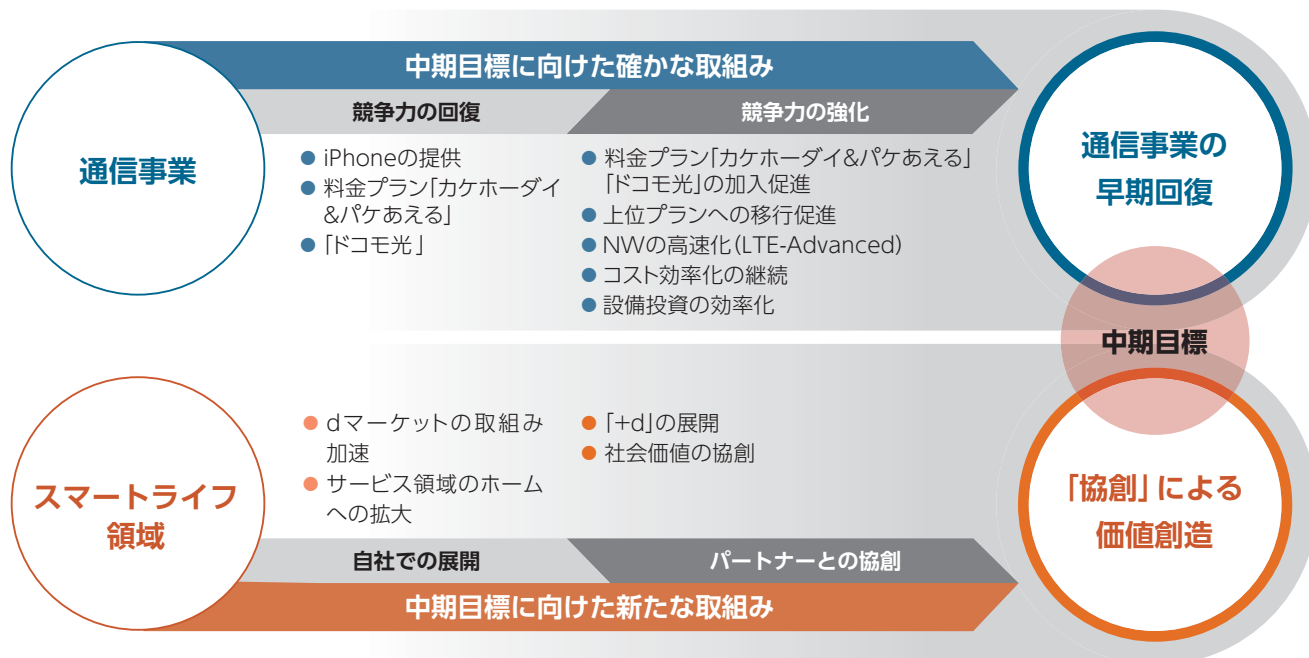 中期目標に向けた確かな取組み
競争力の回復
競争力の強化
通信事業
● iPhoneの提供
● 料金プラン「カケホーダイ
&パケあえる」
● 「ドコモ光」
● 料金プラン「カケホーダイ&パケあえる」
「ドコモ光」の加入促進
● 上位プランへの移行促進
● NWの高速化(LTE-Advanced)
● コスト効率化の継続
● 設備投資の効率化
通信事業の
早期回復
中期目標
スマートライフ
領域
● dマーケットの取組み
加速
● サービス領域のホーム
への拡大
● 「+d」の展開
● 社会価値の協創
「協創」による
価値創造
自社での展開
パートナーとの協創
中期目標に向けた新たな取組み